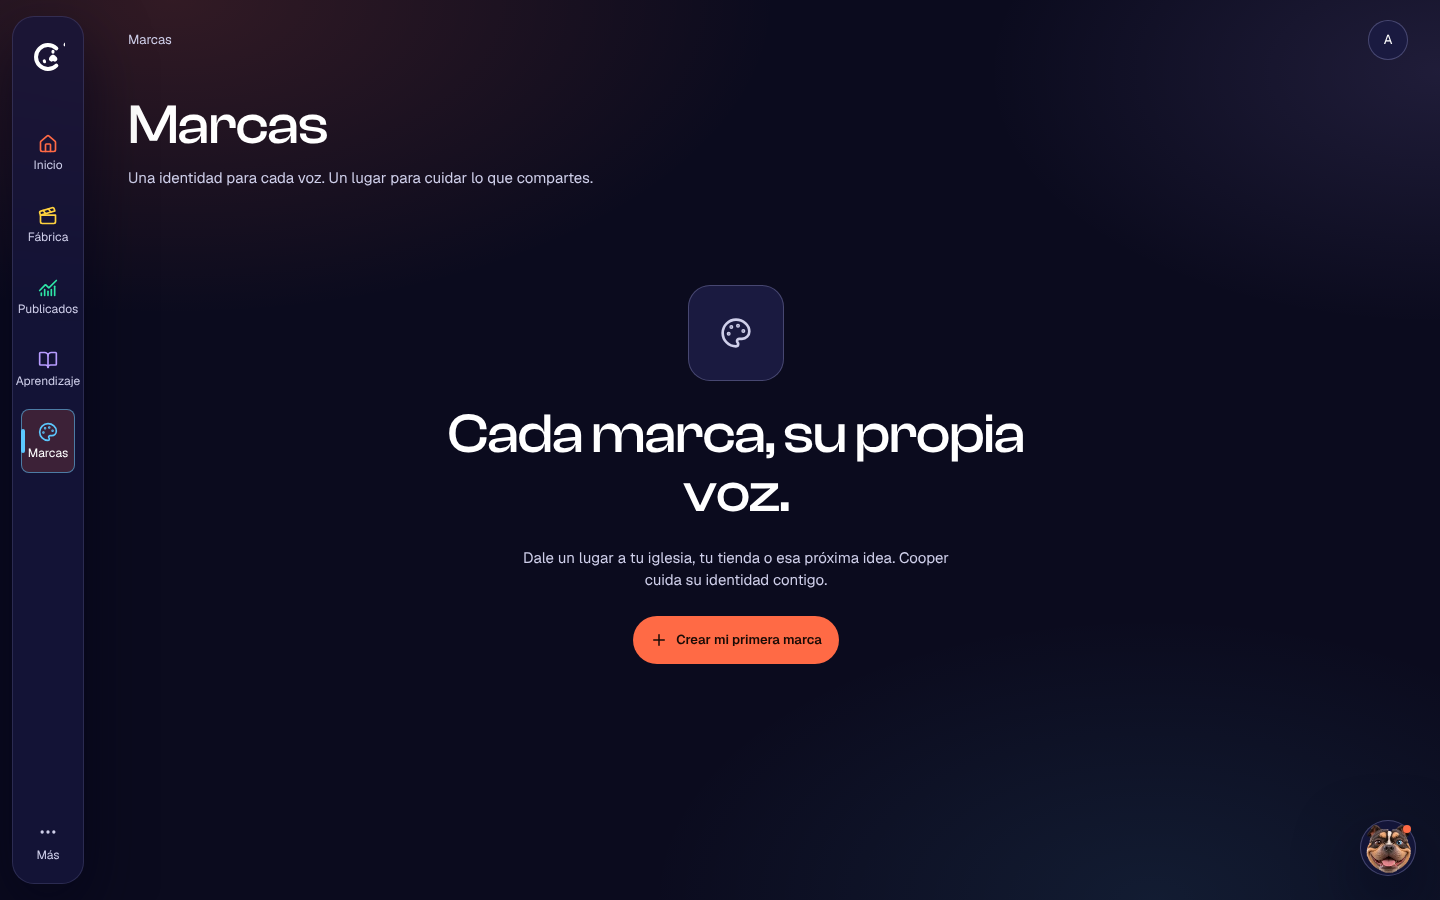 Marcas
A
Marcas
Una identidad para cada voz. Un lugar para cuidar lo que compartes.
Inicio
Fábrica
Publicados
Aprendizaje
Marcas
Cada marca, su propia
voz.
Dale un lugar a tu iglesia, tu tienda o esa próxima idea. Cooper
cuida su identidad contigo.
Crear mi primera marca
Más